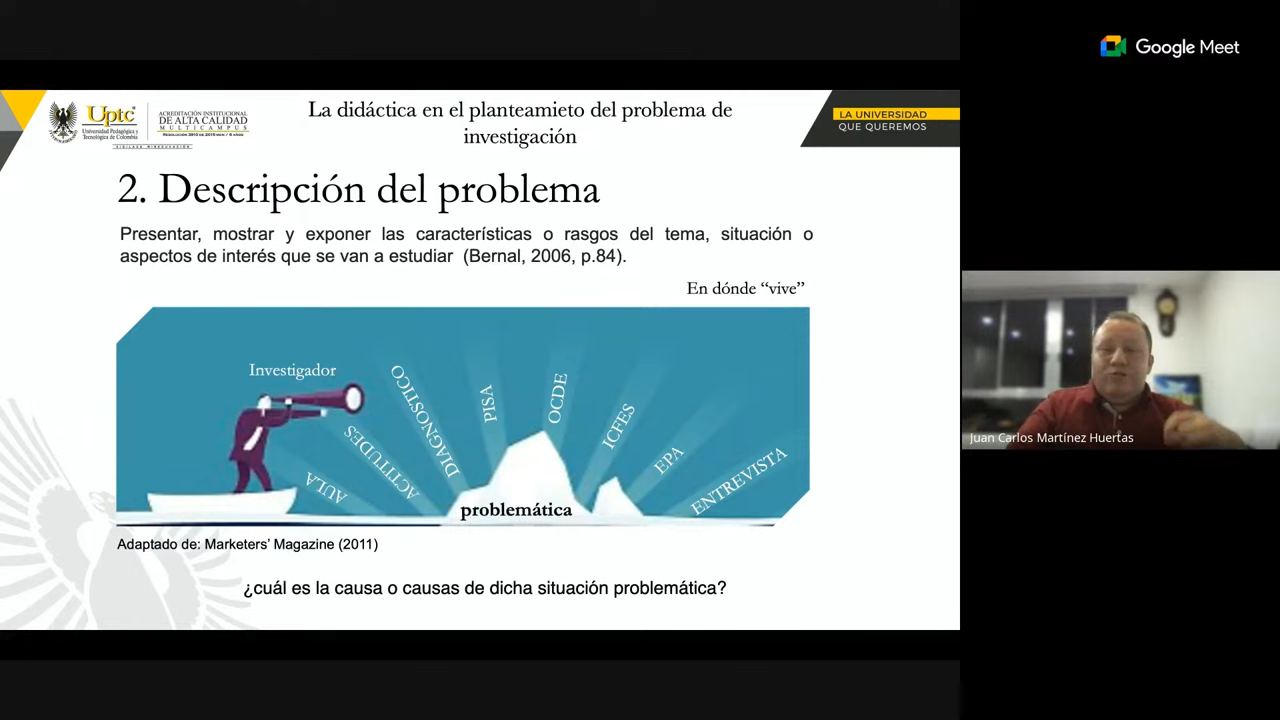 Google Meet
Uptc
Universidad Pedagógica y
Tecnológica de Colombia
ACREDITACIÓN INSTITUCIONAL
DE ALTA CALIDAD
MULTICAMPUS
La didáctica en el planteamieto del problema de
investigación
LA UNIVERSIDAD
QUE QUEREMOS
2. Descripción del problema
Presentar, mostrar y exponer las características o rasgos del tema, situación o
aspectos de interés que se van a estudiar (Bernal, 2006, p.84).
En dónde “vive”
Investigador
AULA
ACTITUDES
DIAGNOSTICO
PISA
OCDE
ICFES
EPA
ENTREVISTA
problemática
Adaptado de: Marketers’ Magazine (2011)
¿cuál es la causa o causas de dicha situación problemática?
Juan Carlos Martínez Huertas